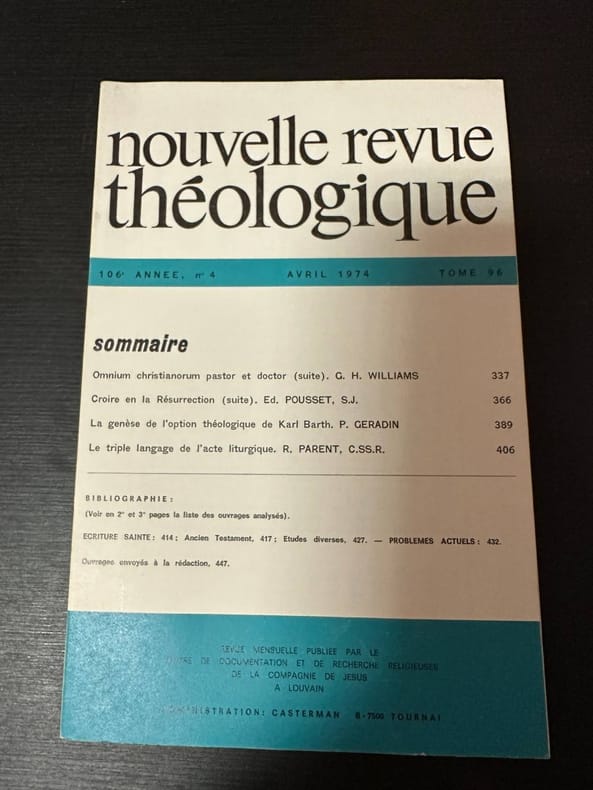 nouvelle revue
théologique
106e ANNEE, n° 4 AVRIL 1974 TOME 96
sommaire
Omnium christianorum pastor et doctor (suite). G. H. WILLIAMS 337
Croire en la Résurrection (suite). Ed. POUSSET, S.J. 366
La genèse de l'option théologique de Karl Barth. P. GERADIN 389
Le triple langage de l'acte liturgique. R. PARENT, C.SS.R. 406
BIBLIOGRAPHIE :
(Voir en 2e et 3e pages la liste des ouvrages analysés).
ECRITURE SAINTE : 414 ; Ancien Testament, 417 ; Etudes diverses, 427. — PROBLEMES ACTUELS : 432.
Ouvrages envoyés à la rédaction, 447.
REVUE MENSUELLE PUBLIEE PAR LE
CENTRE DE DOCUMENTATION ET DE RECHERCHE RELIGIEUSES
DE LA COMPAGNIE DE JESUS
A LOUVAIN
ADMINISTRATION: CASTERMAN B-7500 TOURNAI